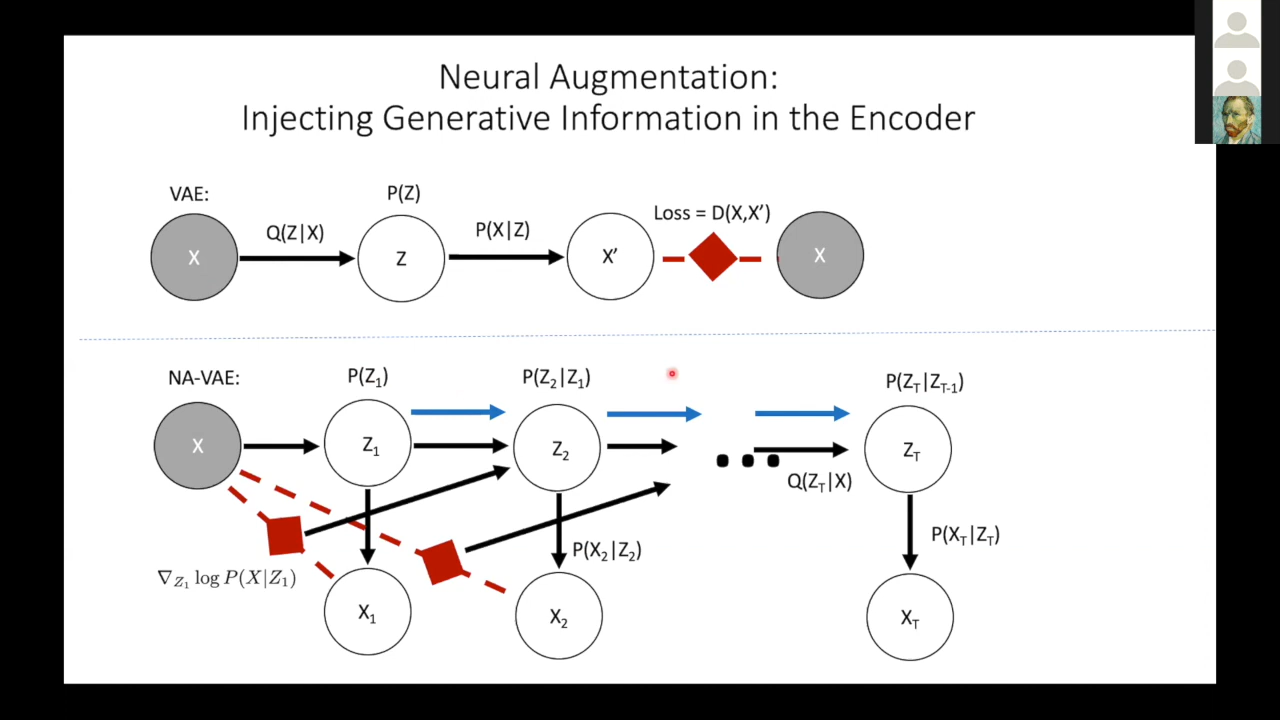 Neural Augmentation:
Injecting Generative Information in the Encoder
VAE:
P(Z)
Q(Z|X)
P(X|Z)
Loss = D(X,X’)
X
Z
X’
X
NA-VAE:
P(Z₁)
P(Z₂|Z₁)
P(Z_T|Z_T-1)
X
Z₁
Z₂
...
Z_T
Q(Z_T|X)
P(X₂|Z₂)
P(X_T|Z_T)
∇_Z₁ log P(X|Z₁)
X₁
X₂
X_T